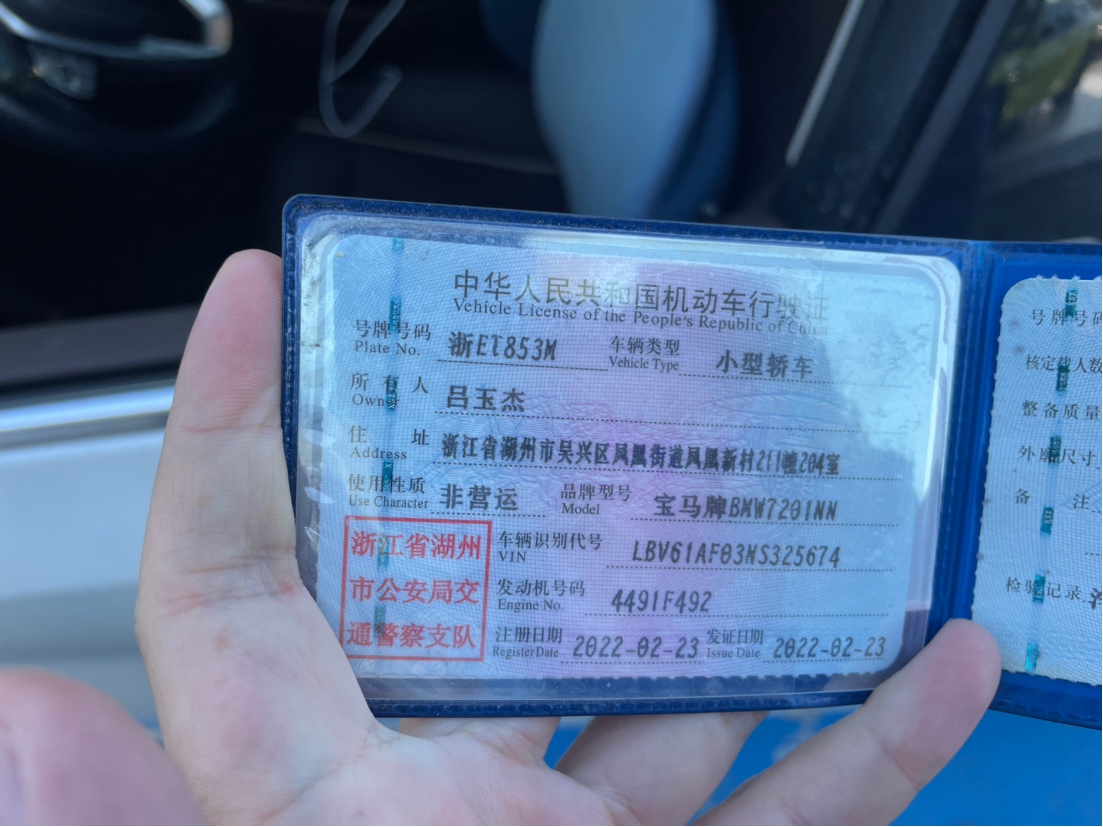 中华人民共和国机动车行驶证
Vehicle License of the People's Republic of China
号牌号码 浙ET853M 车辆类型 小型轿车
Plate No. Vehicle Type
所有人 吕玉杰
Owner
住址 浙江省湖州市吴兴区凤凰街道凤凰新村211幢204室
Address
使用性质 非营运 品牌型号 宝马牌BMW7201NN
Use Character Model
浙江省湖州
市公安局交
通警察支队
车辆识别代号 LBV61AF03NS325674
VIN
发动机号码 4491F492
Engine No.
注册日期 2022-02-23 发证日期 2022-02-23
Register Date Issue Date
号牌号码
核定载人数
整备质量
外廓尺寸
备注
检验记录